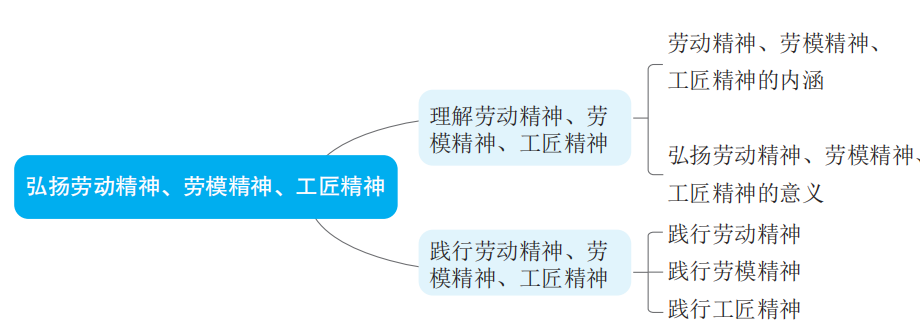 弘扬劳动精神、劳模精神、工匠精神
理解劳动精神、劳
模精神、工匠精神
劳动精神、劳模精神、
工匠精神的内涵
弘扬劳动精神、劳模精神、
工匠精神的意义
践行劳动精神、劳
模精神、工匠精神
践行劳动精神
践行劳模精神
践行工匠精神